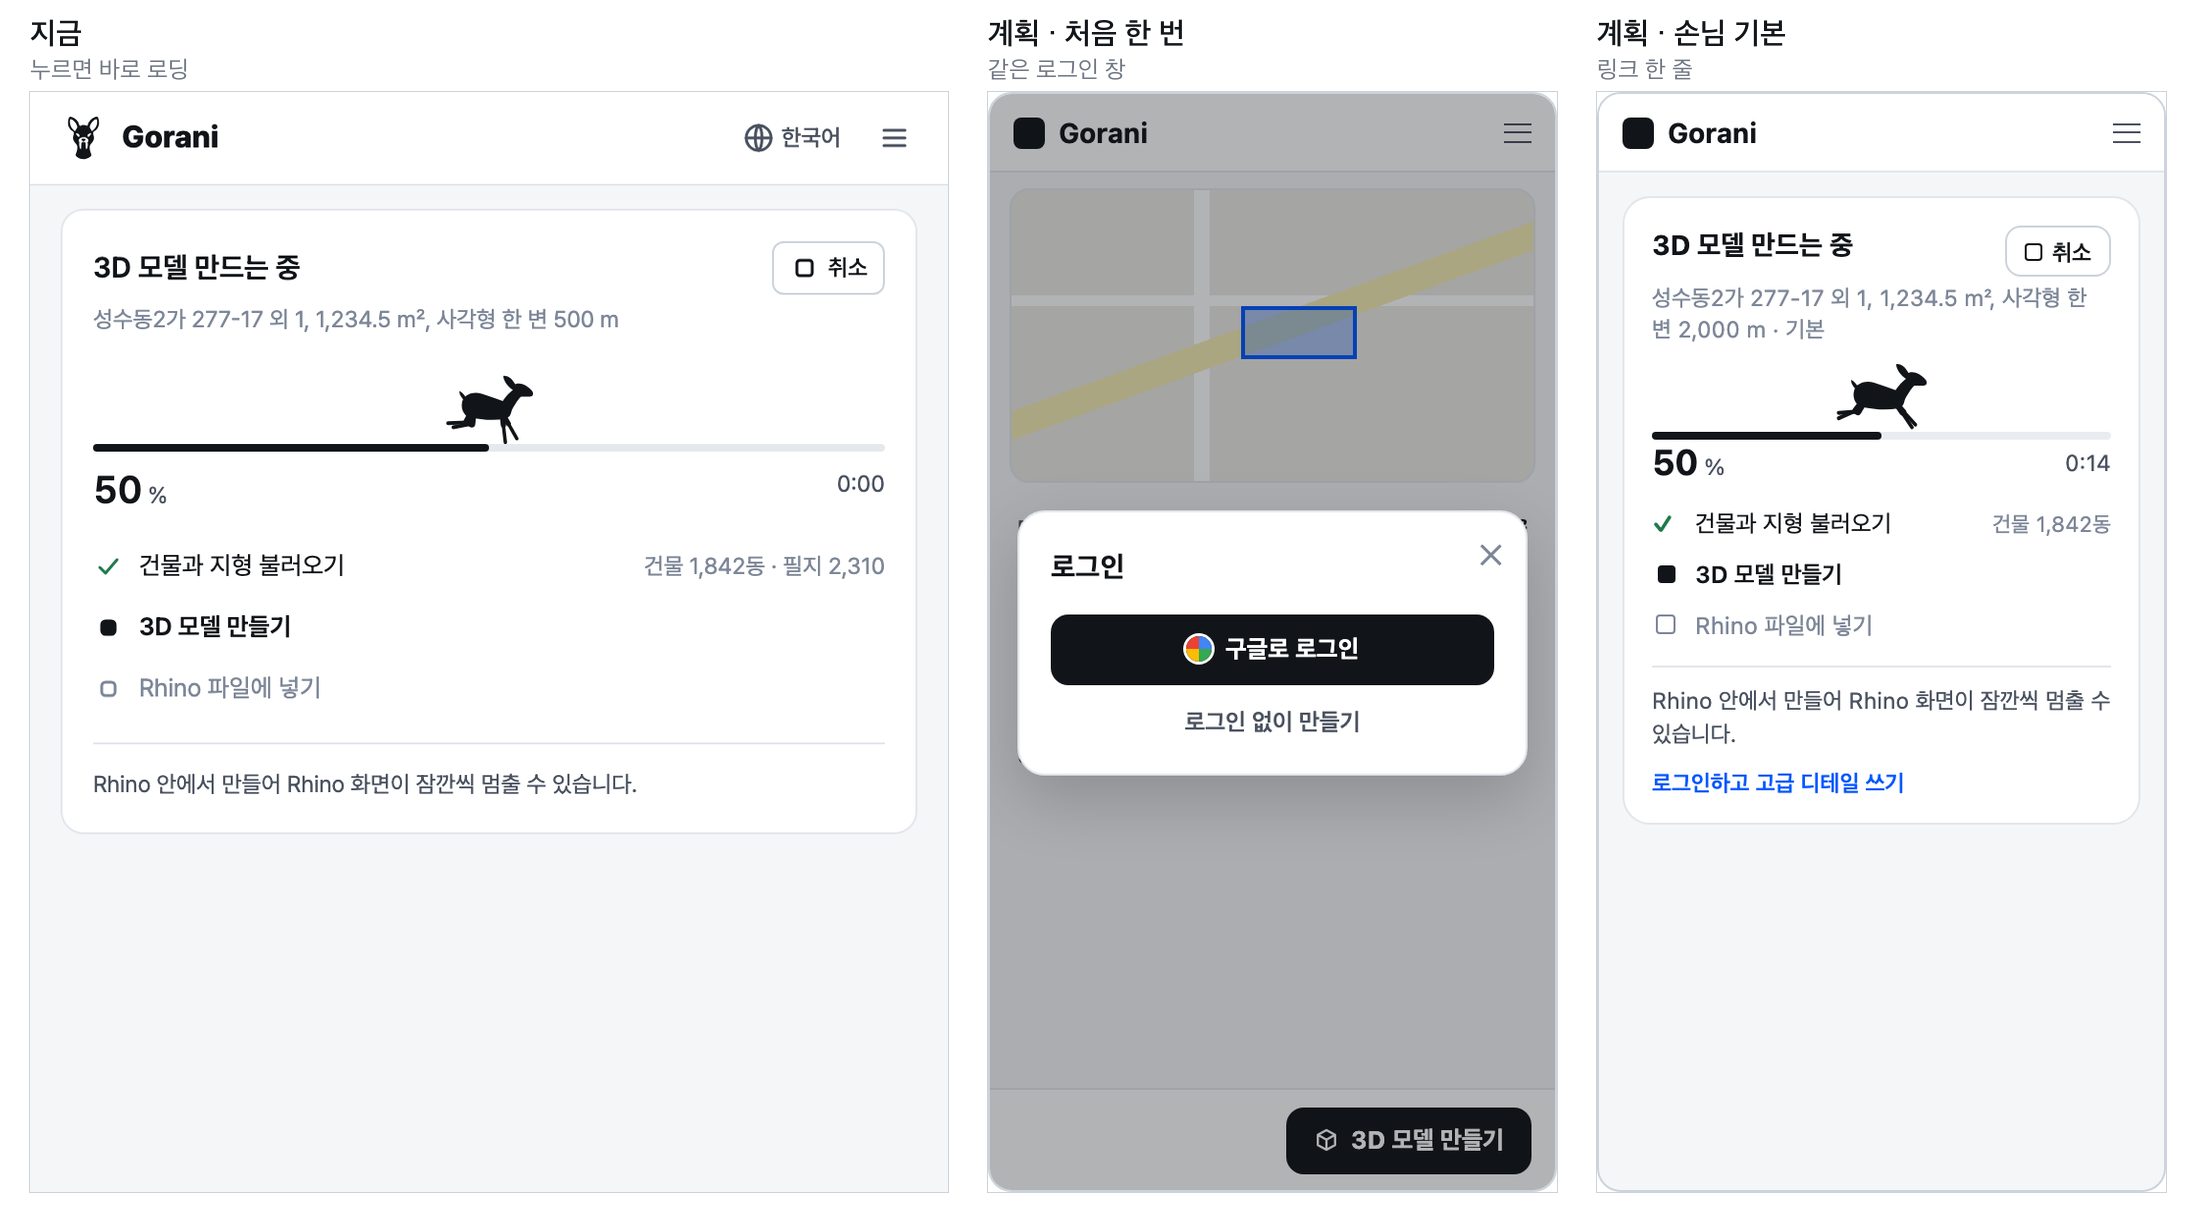 지금
누르면 바로 로딩
Gorani
한국어
3D 모델 만드는 중
취소
성수동2가 277-17 외 1, 1,234.5 m², 사각형 한 변 500 m
50 %
0:00
건물과 지형 불러오기
건물 1,842동 · 필지 2,310
3D 모델 만들기
Rhino 파일에 넣기
Rhino 안에서 만들어 Rhino 화면이 잠깐씩 멈출 수 있습니다.
계획 · 처음 한 번
같은 로그인 창
Gorani
로그인
구글로 로그인
로그인 없이 만들기
3D 모델 만들기
계획 · 손님 기본
링크 한 줄
Gorani
3D 모델 만드는 중
취소
성수동2가 277-17 외 1, 1,234.5 m², 사각형 한
변 2,000 m · 기본
50 %
0:14
건물과 지형 불러오기
건물 1,842동
3D 모델 만들기
Rhino 파일에 넣기
Rhino 안에서 만들어 Rhino 화면이 잠깐씩 멈출 수
있습니다.
로그인하고 고급 디테일 쓰기